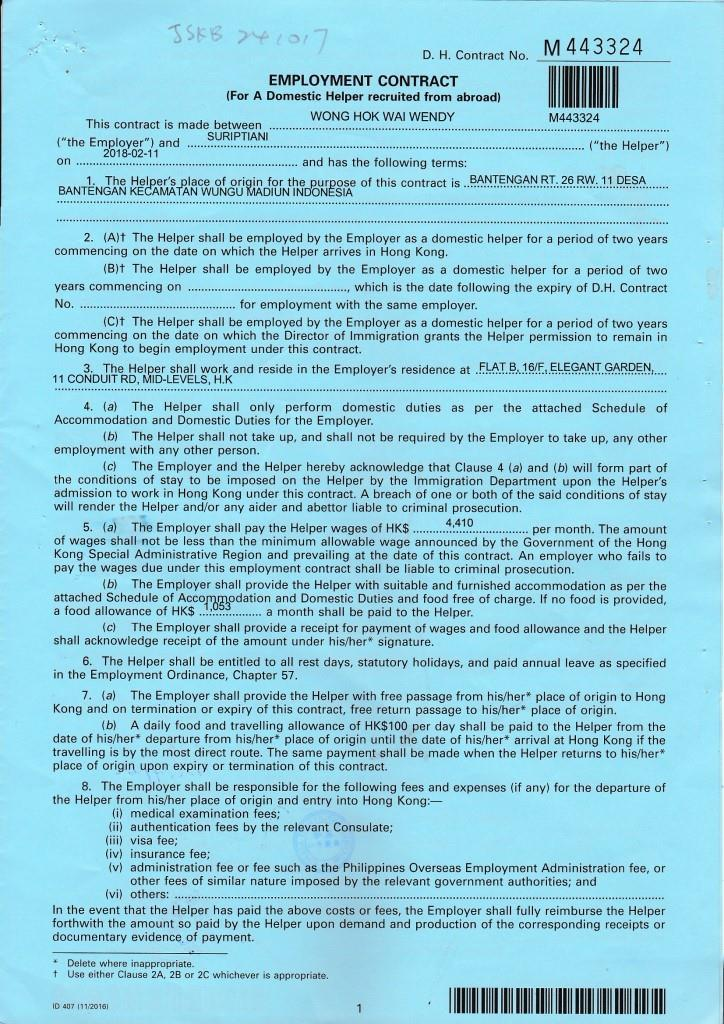 JSKB 241017
D. H. Contract No. M 443324
EMPLOYMENT CONTRACT
(For A Domestic Helper recruited from abroad)
M443324
This contract is made between WONG HOK WAI WENDY
("the Employer") and SURIPTIANI ("the Helper")
on 2018-02-11 and has the following terms:
1. The Helper's place of origin for the purpose of this contract is BANTENGAN RT. 26 RW. 11 DESA
BANTENGAN KECAMATAN WUNGU MADIUN INDONESIA
2. (A)† The Helper shall be employed by the Employer as a domestic helper for a period of two years
commencing on the date on which the Helper arrives in Hong Kong.
(B)† The Helper shall be employed by the Employer as a domestic helper for a period of two
years commencing on ........................, which is the date following the expiry of D.H. Contract
No. ........................ for employment with the same employer.
(C)† The Helper shall be employed by the Employer as a domestic helper for a period of two years
commencing on the date on which the Director of Immigration grants the Helper permission to remain in
Hong Kong to begin employment under this contract.
3. The Helper shall work and reside in the Employer's residence at FLAT B, 16/F, ELEGANT GARDEN,
11 CONDUIT RD, MID-LEVELS, H.K
4. (a) The Helper shall only perform domestic duties as per the attached Schedule of
Accommodation and Domestic Duties for the Employer.
(b) The Helper shall not take up, and shall not be required by the Employer to take up, any other
employment with any other person.
(c) The Employer and the Helper hereby acknowledge that Clause 4 (a) and (b) will form part of
the conditions of stay to be imposed on the Helper by the Immigration Department upon the Helper's
admission to work in Hong Kong under this contract. A breach of one or both of the said conditions of stay
will render the Helper and/or any aider and abettor liable to criminal prosecution.
5. (a) The Employer shall pay the Helper wages of HK$ 4,410 per month. The amount
of wages shall not be less than the minimum allowable wage announced by the Government of the Hong
Kong Special Administrative Region and prevailing at the date of this contract. An employer who fails to
pay the wages due under this employment contract shall be liable to criminal prosecution.
(b) The Employer shall provide the Helper with suitable and furnished accommodation as per the
attached Schedule of Accommodation and Domestic Duties and food free of charge. If no food is provided,
a food allowance of HK$ 1,053 a month shall be paid to the Helper.
(c) The Employer shall provide a receipt for payment of wages and food allowance and the Helper
shall acknowledge receipt of the amount under his/her* signature.
6. The Helper shall be entitled to all rest days, statutory holidays, and paid annual leave as specified
in the Employment Ordinance, Chapter 57.
7. (a) The Employer shall provide the Helper with free passage from his/her* place of origin to Hong
Kong and on termination or expiry of this contract, free return passage to his/her* place of origin.
(b) A daily food and travelling allowance of HK$100 per day shall be paid to the Helper from the
date of his/her* departure from his/her* place of origin until the date of his/her* arrival at Hong Kong if the
travelling is by the most direct route. The same payment shall be made when the Helper returns to his/her*
place of origin upon expiry or termination of this contract.
8. The Employer shall be responsible for the following fees and expenses (if any) for the departure of
the Helper from his/her place of origin and entry into Hong Kong:—
(i) medical examination fees;
(ii) authentication fees by the relevant Consulate;
(iii) visa fee;
(iv) insurance fee;
(v) administration fee or fee such as the Philippines Overseas Employment Administration fee, or
other fees of similar nature imposed by the relevant government authorities; and
(vi) others: ........................
In the event that the Helper has paid the above costs or fees, the Employer shall fully reimburse the Helper
forthwith the amount so paid by the Helper upon demand and production of the corresponding receipts or
documentary evidence of payment.
* Delete where inappropriate.
† Use either Clause 2A, 2B or 2C whichever is appropriate.
ID 407 (11/2016)
1